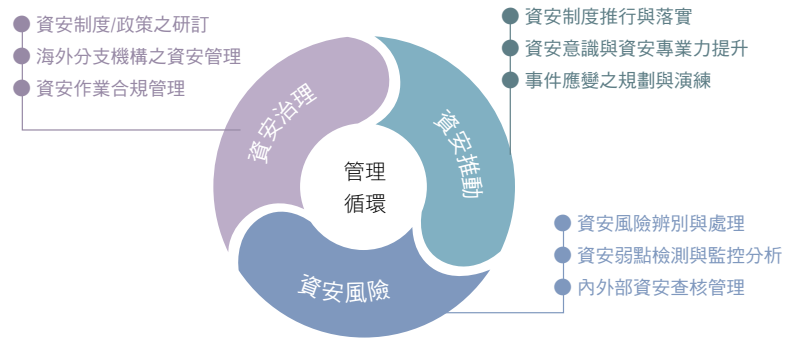 資安制度/政策之研訂
海外分支機構之資安管理
資安作業合規管理
資安制度推行與落實
資安意識與資安專業力提升
事件應變之規劃與演練
資安治理
資安推動
管理
循環
資安風險
資安風險辨別與處理
資安弱點檢測與監控分析
內外部資安查核管理